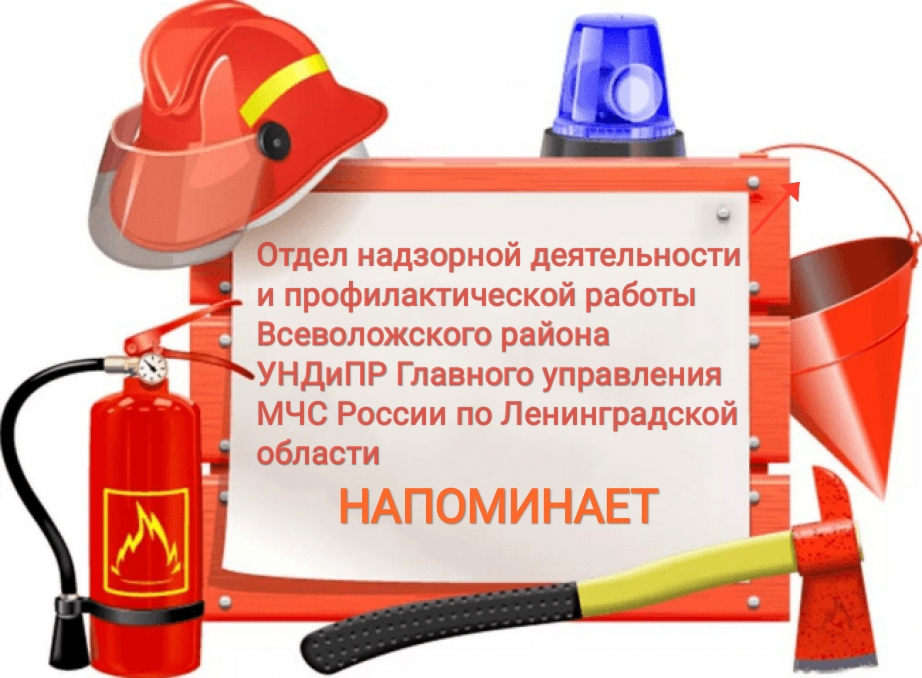 Отдел надзорной деятельности
и профилактической работы
Всеволожского района
УНДиПР Главного управления
МЧС России по Ленинградской
области
НАПОМИНАЕТ